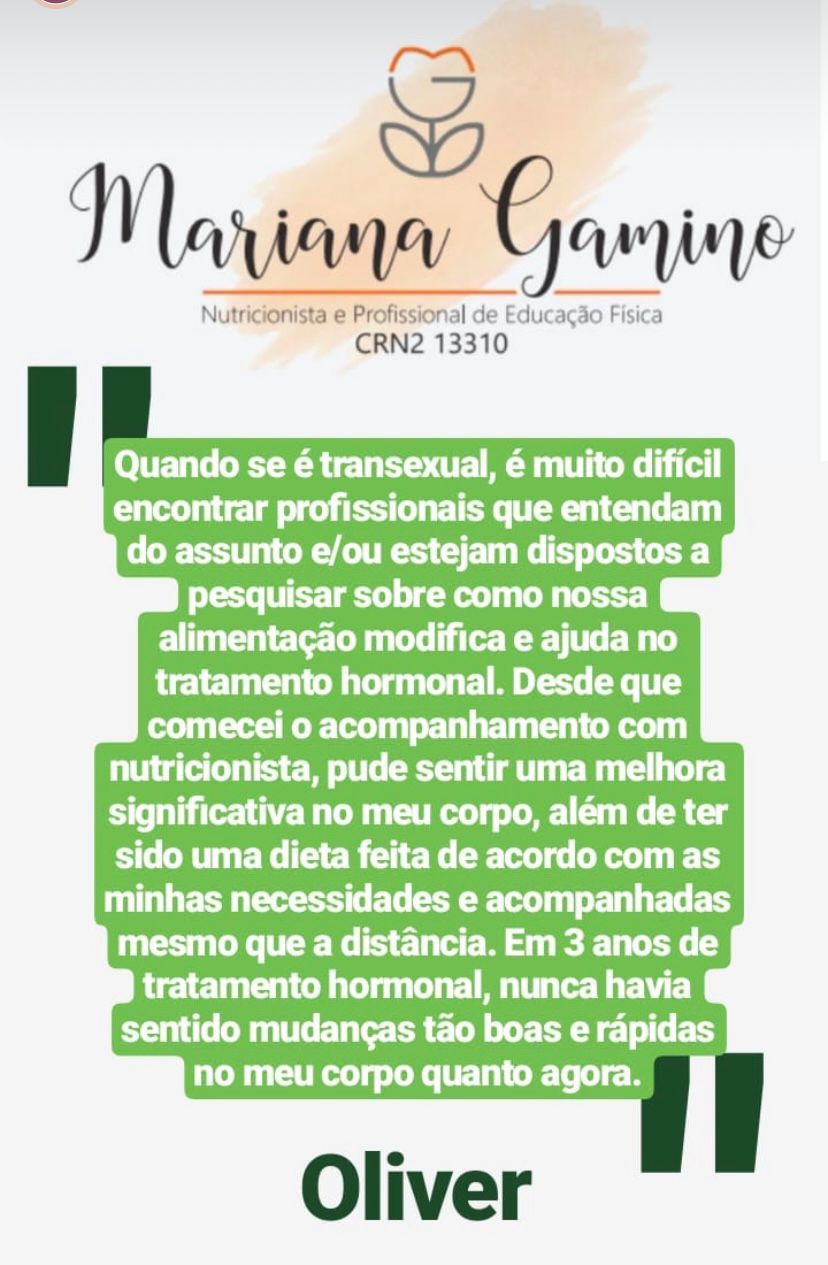 Mariana Gamino
Nutricionista e Profissional de Educação Física
CRN2 13310
"
Quando se é transexual, é muito difícil
encontrar profissionais que entendam
do assunto e/ou estejam dispostos a
pesquisar sobre como nossa
alimentação modifica e ajuda no
tratamento hormonal. Desde que
comecei o acompanhamento com
nutricionista, pude sentir uma melhora
significativa no meu corpo, além de ter
sido uma dieta feita de acordo com as
minhas necessidades e acompanhadas
mesmo que a distância. Em 3 anos de
tratamento hormonal, nunca havia
sentido mudanças tão boas e rápidas
no meu corpo quanto agora.
"
Oliver